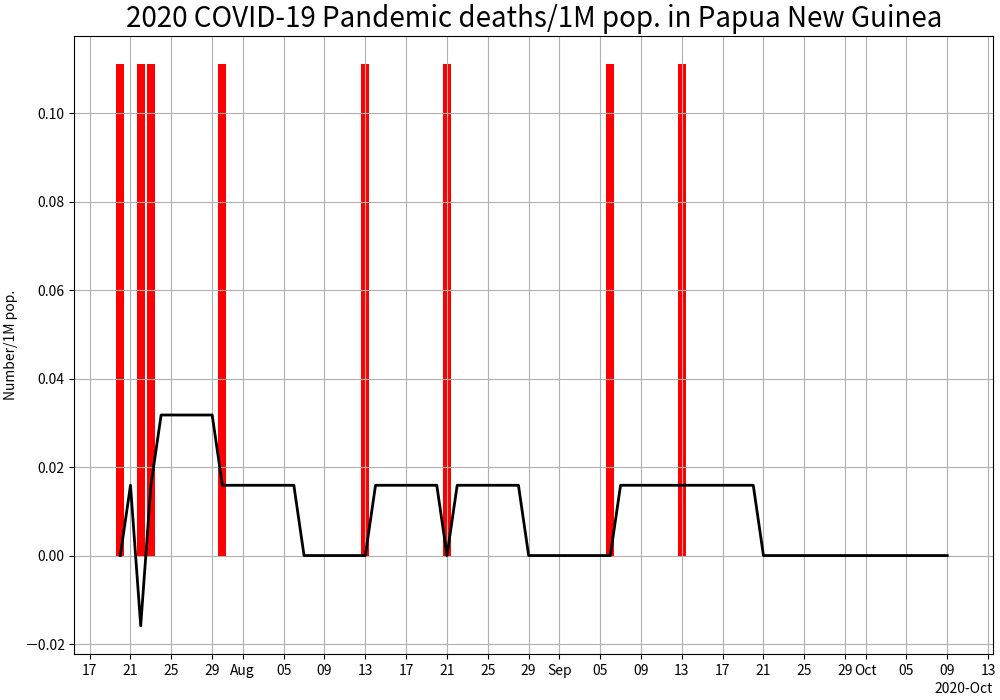 2020 COVID-19 Pandemic deaths/1M pop. in Papua New Guinea
Number/1M pop.
0.10
0.08
0.06
0.04
0.02
0.00
−0.02
17 21 25 29 Aug 05 09 13 17 21 25 29 Sep 05 09 13 17 21 25 29 Oct 05 09 13
2020-Oct